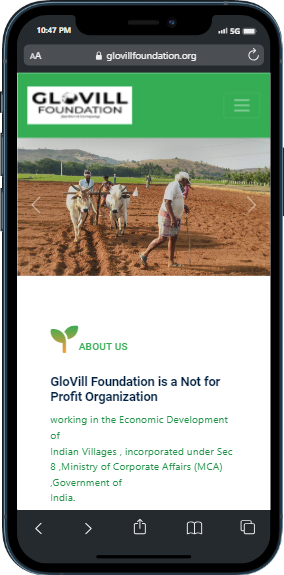 10:47 PM
5G
AA
glovillfoundation.org
GLOVILL
FOUNDATION
ABOUT US
GloVill Foundation is a Not for
Profit Organization
working in the Economic Development
of
Indian Villages , incorporated under Sec
8 ,Ministry of Corporate Affairs (MCA)
,Government of
India.